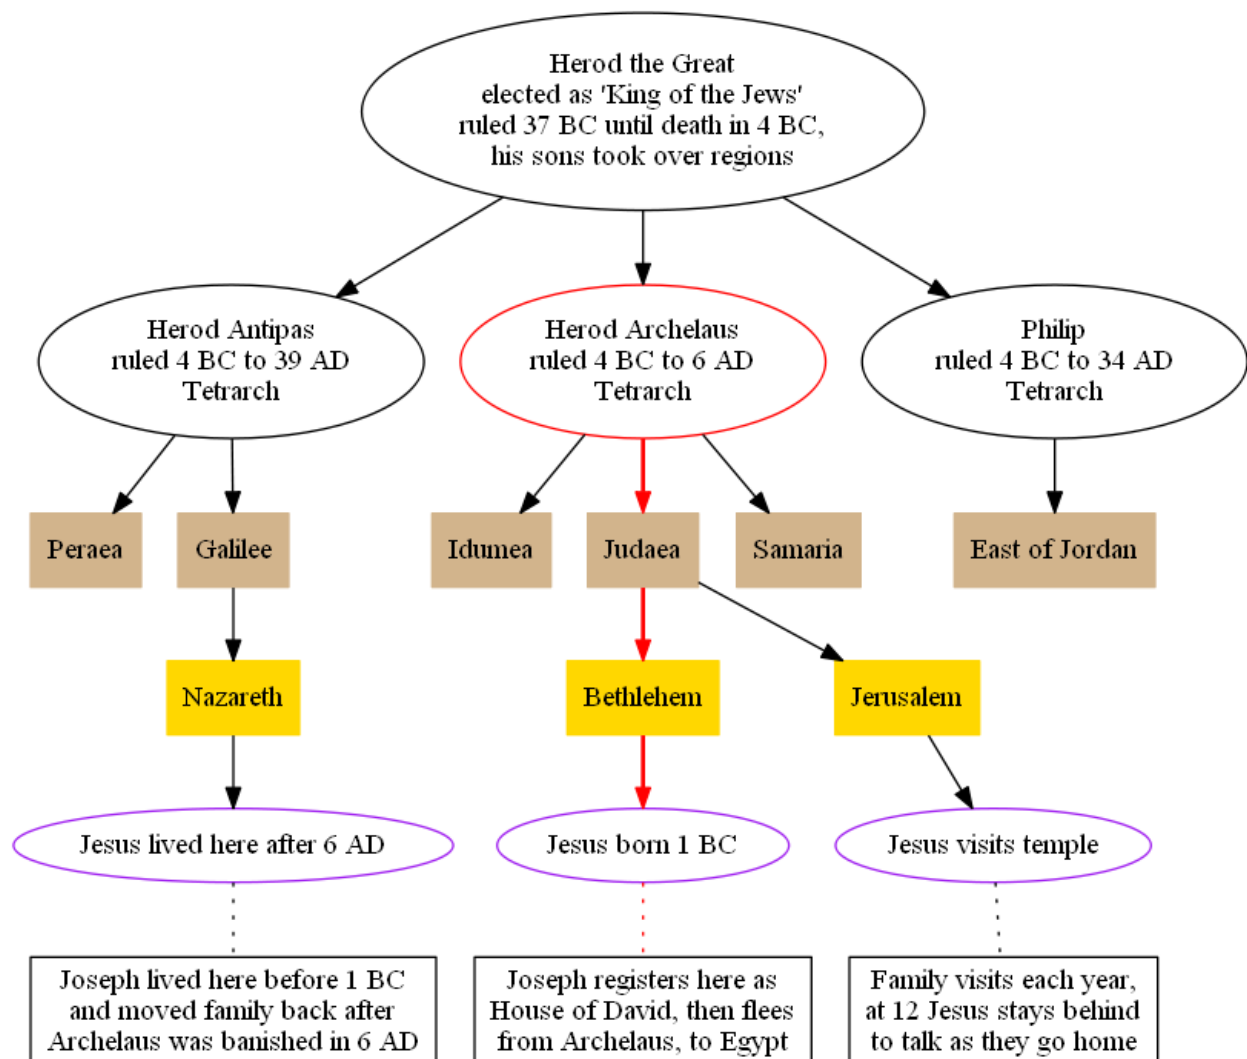 Herod the Great
elected as 'King of the Jews'
ruled 37 BC until death in 4 BC,
his sons took over regions
Herod Antipas
ruled 4 BC to 39 AD
Tetrarch
Herod Archelaus
ruled 4 BC to 6 AD
Tetrarch
Philip
ruled 4 BC to 34 AD
Tetrarch
Peraea
Galilee
Idumea
Judaea
Samaria
East of Jordan
Nazareth
Bethlehem
Jerusalem
Jesus lived here after 6 AD
Jesus born 1 BC
Jesus visits temple
Joseph lived here before 1 BC
and moved family back after
Archelaus was banished in 6 AD
Joseph registers here as
House of David, then flees
from Archelaus, to Egypt
Family visits each year,
at 12 Jesus stays behind
to talk as they go home